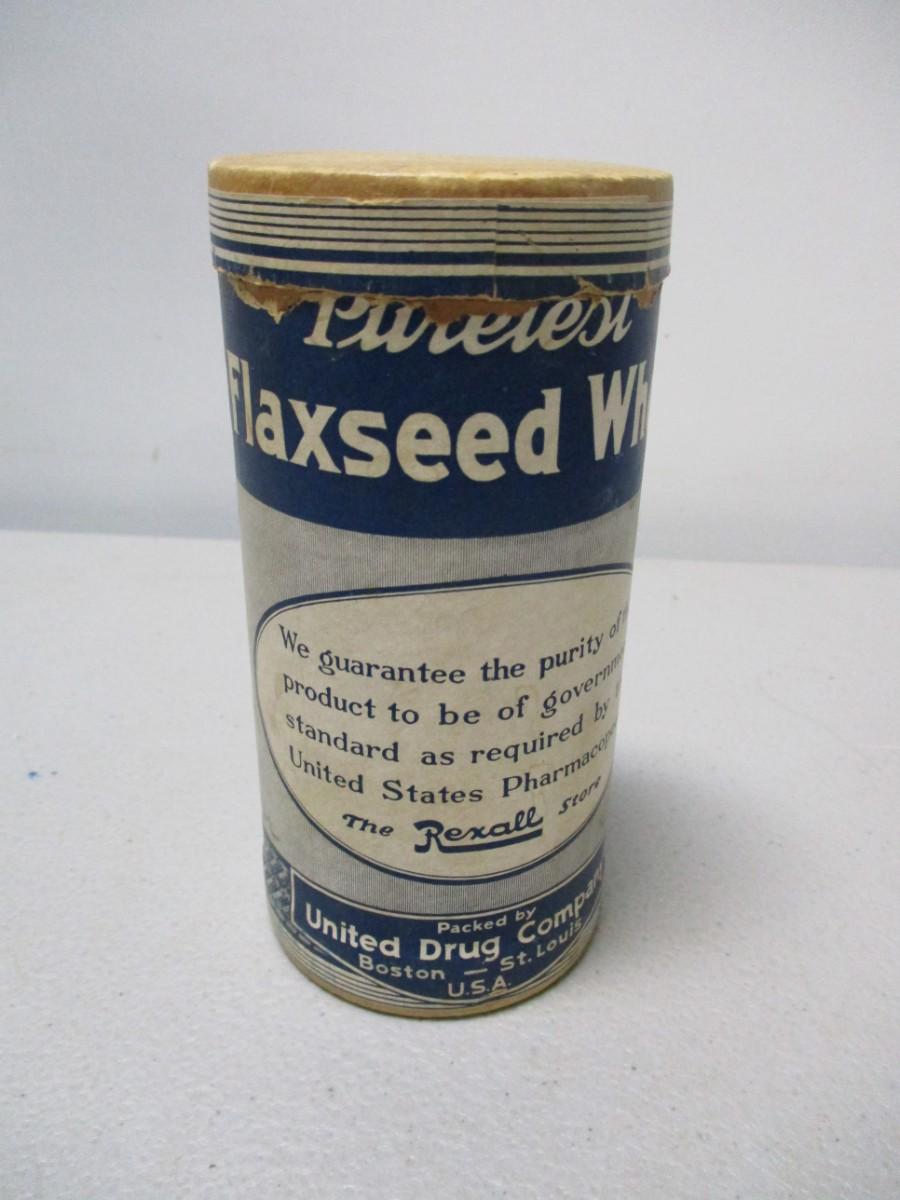 Puretest
Flaxseed Wh
We guarantee the purity of
product to be of governm
standard as required by
United States Pharmacop
The Rexall Store
Packed by
United Drug Compan
Boston — St. Louis
U.S.A.